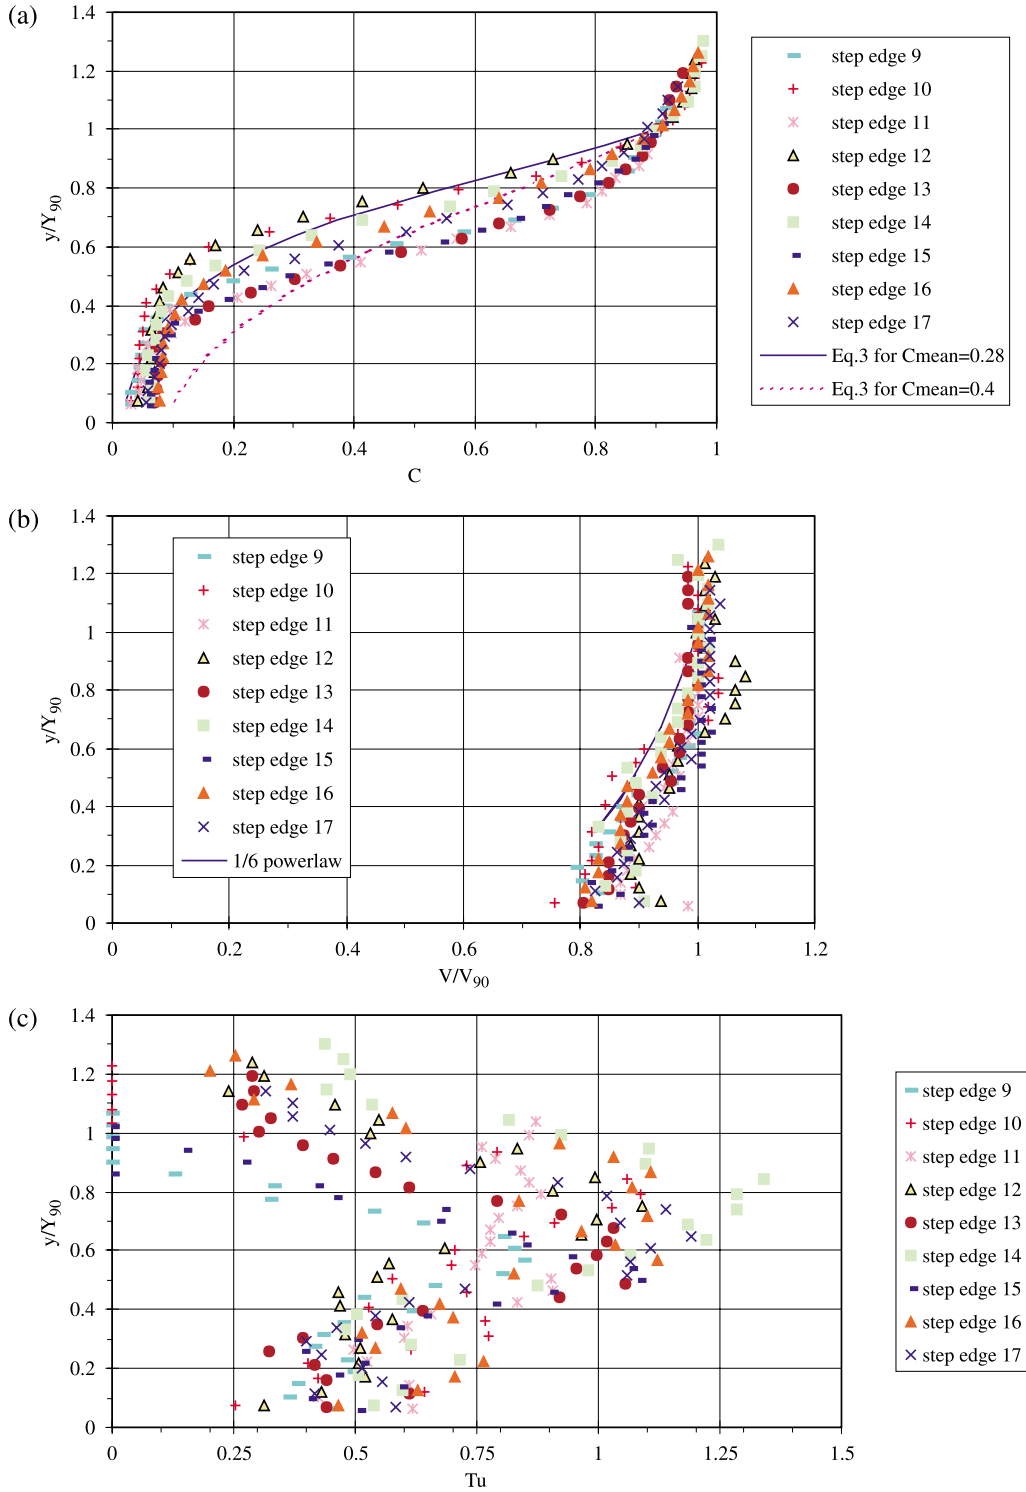 (a)
1.4
1.2
1
0.8
0.6
0.4
0.2
0
y/Y90
0
0.2
0.4
0.6
0.8
1
C
step edge 9
step edge 10
step edge 11
step edge 12
step edge 13
step edge 14
step edge 15
step edge 16
step edge 17
Eq.3 for Cmean=0.28
Eq.3 for Cmean=0.4
(b)
1.4
1.2
1
0.8
0.6
0.4
0.2
0
y/Y90
0
0.2
0.4
0.6
0.8
1
1.2
V/V90
step edge 9
step edge 10
step edge 11
step edge 12
step edge 13
step edge 14
step edge 15
step edge 16
step edge 17
1/6 powerlaw
(c)
1.4
1.2
1
0.8
0.6
0.4
0.2
0
y/Y90
0
0.25
0.5
0.75
1
1.25
1.5
Tu
step edge 9
step edge 10
step edge 11
step edge 12
step edge 13
step edge 14
step edge 15
step edge 16
step edge 17